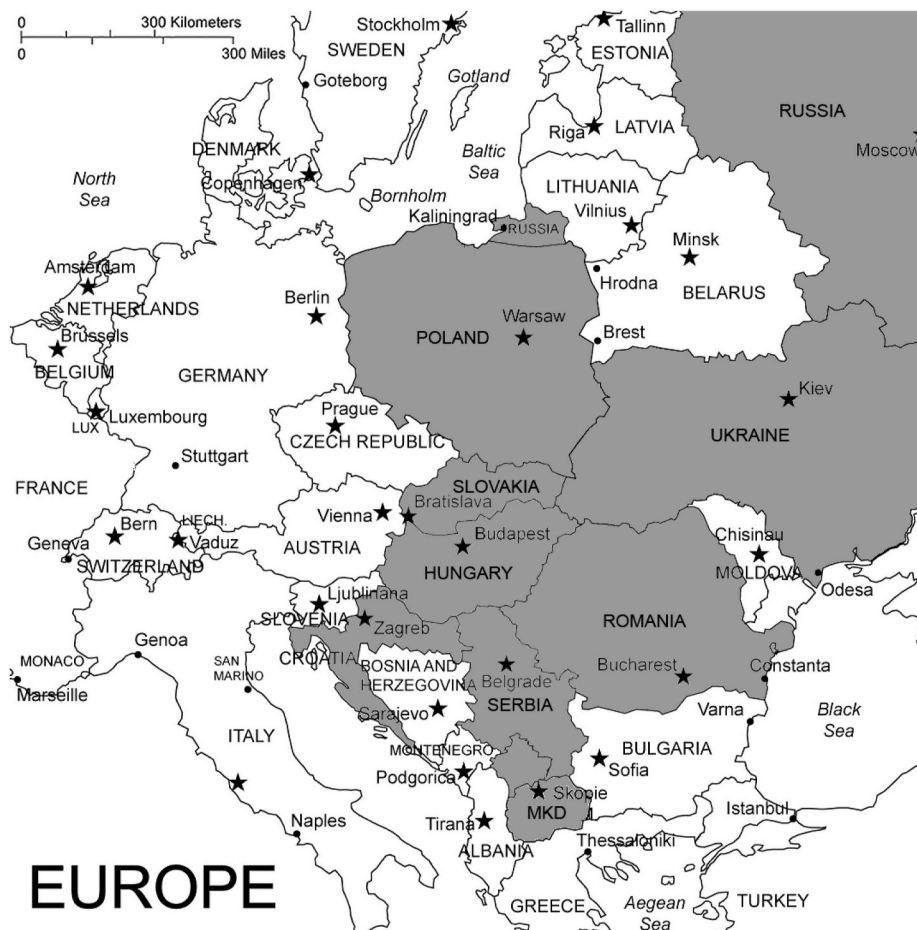 0 300 Kilometers
0 300 Miles
Stockholm
SWEDEN
Tallinn
ESTONIA
Goteborg
Gotland
RUSSIA
Riga
LATVIA
Moscow
DENMARK
Baltic
Sea
North
Sea
Copenhagen
Bornholm
LITHUANIA
Vilnius
Kaliningrad
RUSSIA
Minsk
Amsterdam
NETHERLANDS
Hrodna
BELARUS
Berlin
Warsaw
POLAND
Brest
Brussels
BELGIUM
GERMANY
Kiev
LUX
Luxembourg
Prague
CZECH REPUBLIC
UKRAINE
Stuttgart
FRANCE
SLOVAKIA
Bratislava
Vienna
Bern
LIECH.
Vaduz
Geneva
SWITZERLAND
AUSTRIA
Budapest
HUNGARY
Chisinau
MOLDOVA
Odesa
Ljublinana
SLOVENIA
Zagreb
ROMANIA
Genoa
CROATIA
MONACO
Marseille
SAN
MARINO
BOSNIA AND
HERZEGOVINA
Belgrade
Bucharest
Constanta
Sarajevo
SERBIA
Varna
Black
Sea
ITALY
MONTENEGRO
BULGARIA
Sofia
Podgorica
Skopje
MKD
Istanbul
Naples
Tirana
ALBANIA
Thessaloniki
EUROPE
GREECE
Aegean
Sea
TURKEY